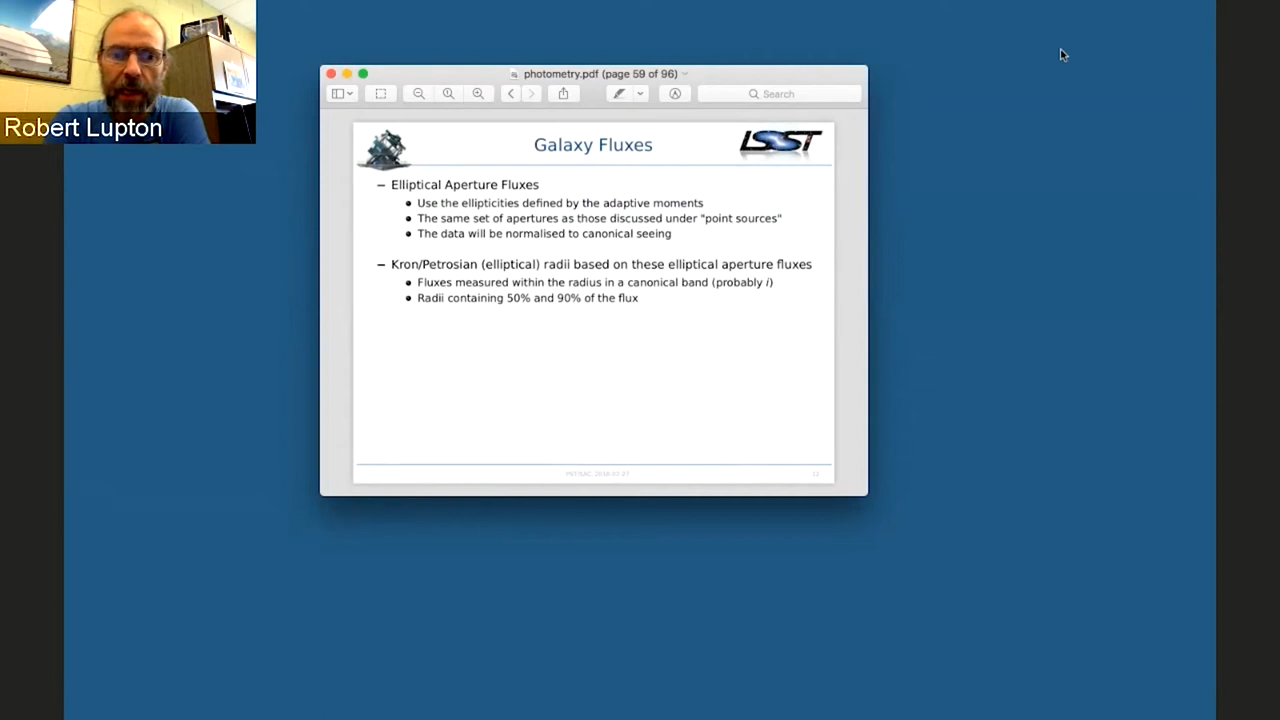 Robert Lupton
photometry.pdf (page 59 of 96)
Search
Galaxy Fluxes
LSST
– Elliptical Aperture Fluxes
• Use the ellipticities defined by the adaptive moments
• The same set of apertures as those discussed under "point sources"
• The data will be normalised to canonical seeing
– Kron/Petrosian (elliptical) radii based on these elliptical aperture fluxes
• Fluxes measured within the radius in a canonical band (probably i)
• Radii containing 50% and 90% of the flux
12